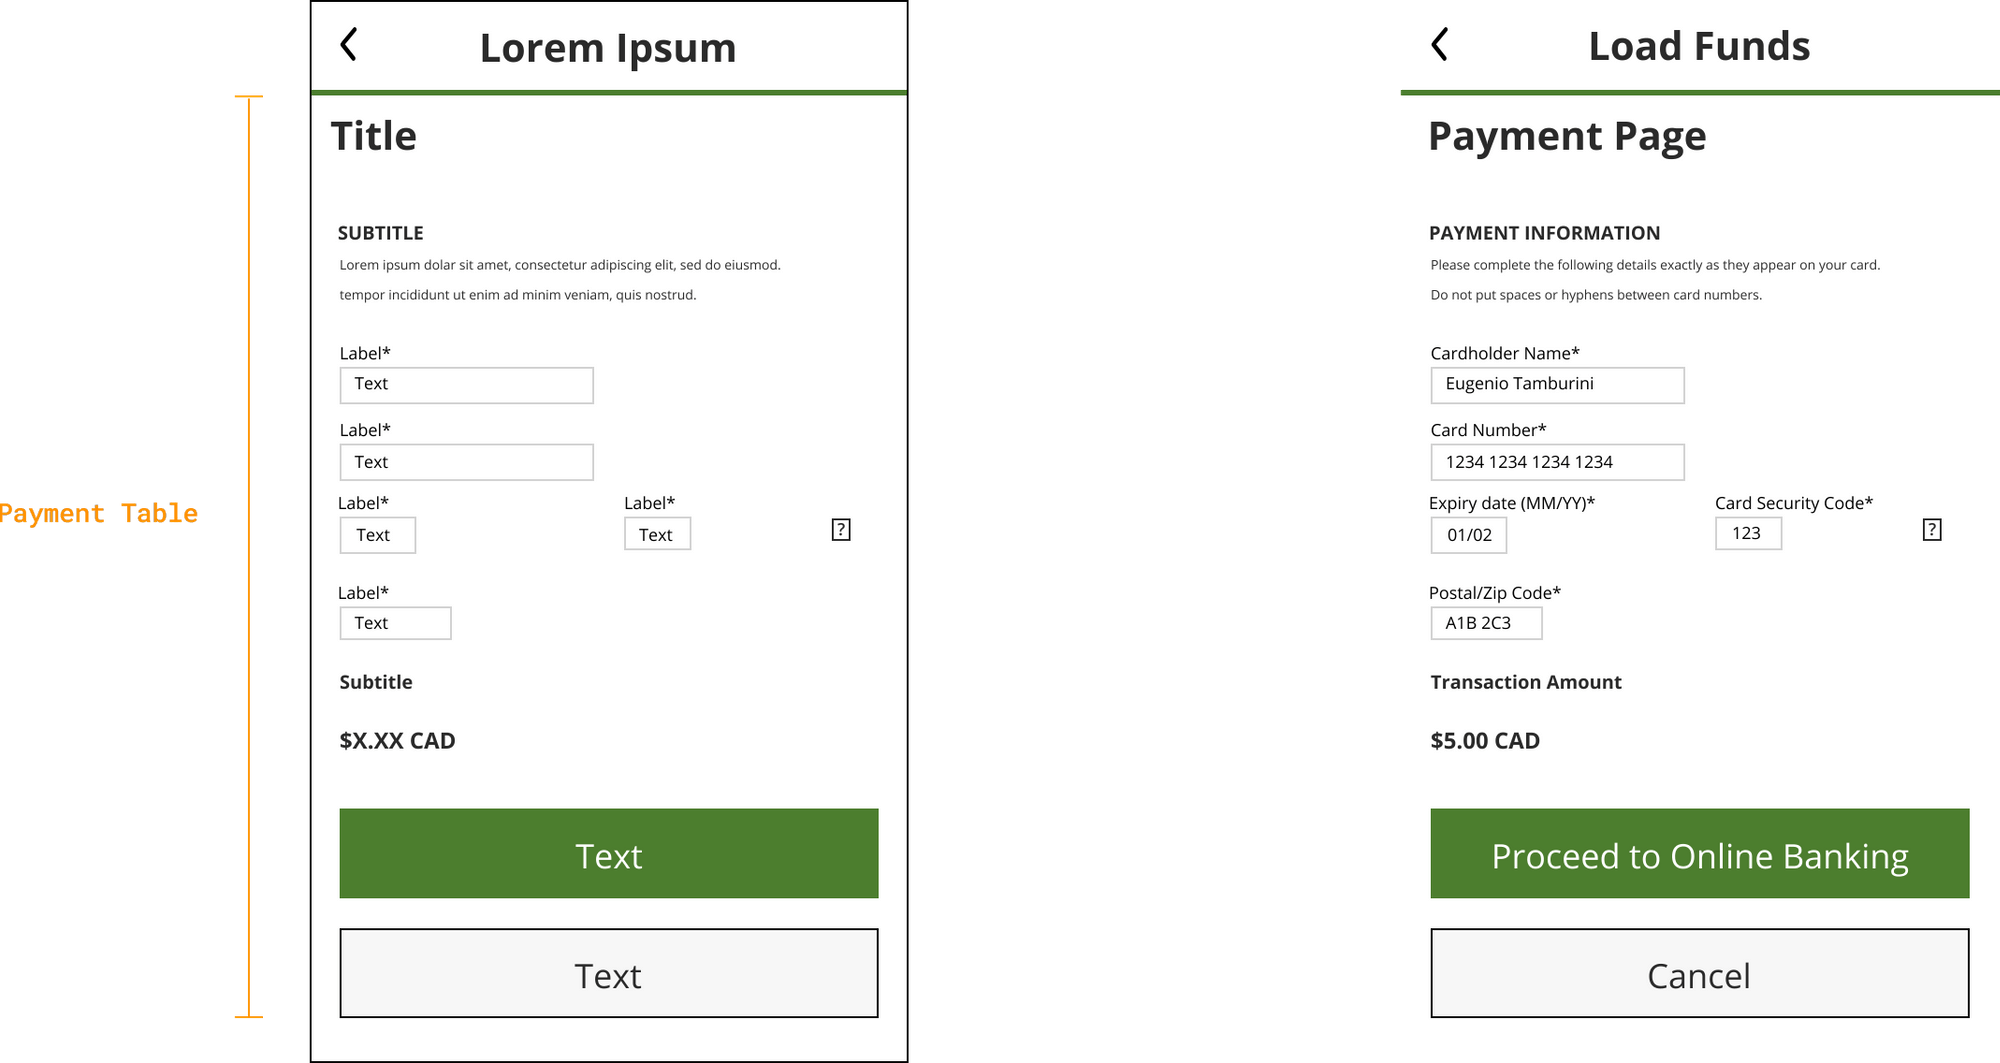 Payment Table
Lorem Ipsum
Title
SUBTITLE
Lorem ipsum dolar sit amet, consectetur adipiscing elit, sed do eiusmod.
tempor incididunt ut enim ad minim veniam, quis nostrud.
Label*
Text
Label*
Text
Label* Label*
Text Text ?
Label*
Text
Subtitle
$X.XX CAD
Text
Text
Load Funds
Payment Page
PAYMENT INFORMATION
Please complete the following details exactly as they appear on your card.
Do not put spaces or hyphens between card numbers.
Cardholder Name*
Eugenio Tamburini
Card Number*
1234 1234 1234 1234
Expiry date (MM/YY)* Card Security Code*
01/02 123 ?
Postal/Zip Code*
A1B 2C3
Transaction Amount
$5.00 CAD
Proceed to Online Banking
Cancel